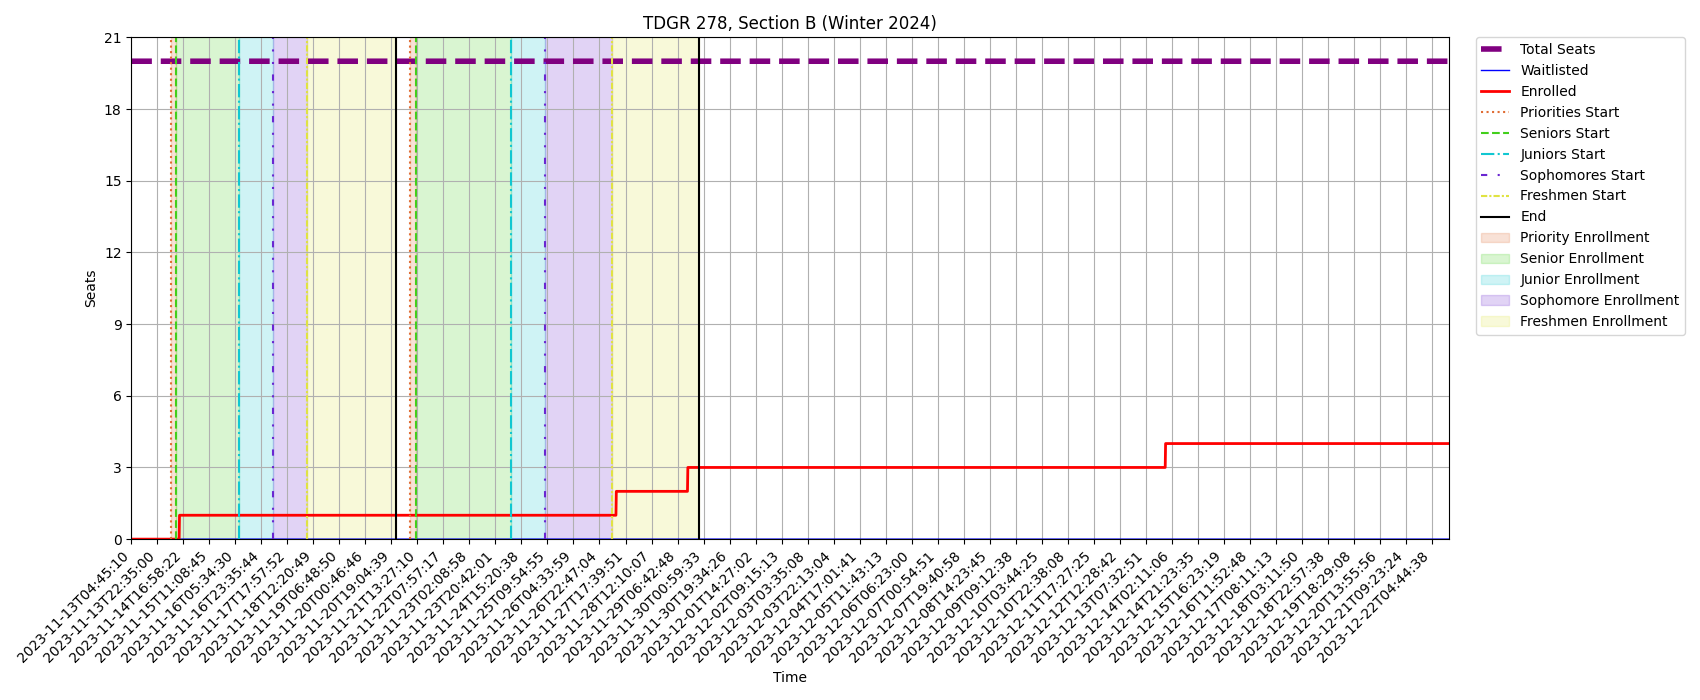 TDGR 278, Section B (Winter 2024)
21
18
15
12
9
6
3
0
Seats
2023-11-13T04:45:10
2023-11-13T22:35:00
2023-11-14T16:58:22
2023-11-15T11:08:45
2023-11-16T05:34:30
2023-11-16T23:35:44
2023-11-17T17:57:52
2023-11-18T12:20:49
2023-11-19T06:48:50
2023-11-20T00:46:46
2023-11-20T19:04:39
2023-11-21T13:27:10
2023-11-22T07:57:17
2023-11-23T02:08:58
2023-11-23T20:42:01
2023-11-24T15:20:38
2023-11-25T09:54:55
2023-11-26T04:33:59
2023-11-26T22:47:04
2023-11-27T17:39:51
2023-11-28T12:10:07
2023-11-29T06:42:48
2023-11-30T00:59:33
2023-11-30T19:34:26
2023-12-01T14:27:02
2023-12-02T09:15:13
2023-12-03T03:35:08
2023-12-03T22:13:04
2023-12-04T17:01:41
2023-12-05T11:43:13
2023-12-06T06:23:00
2023-12-07T00:54:51
2023-12-07T19:40:58
2023-12-08T14:23:45
2023-12-09T09:12:38
2023-12-10T03:44:25
2023-12-10T22:38:08
2023-12-11T17:27:25
2023-12-12T12:28:42
2023-12-13T07:32:51
2023-12-14T02:11:06
2023-12-14T21:23:35
2023-12-15T16:23:19
2023-12-16T11:52:48
2023-12-17T08:11:13
2023-12-18T03:11:50
2023-12-18T22:57:38
2023-12-19T18:29:08
2023-12-20T13:55:56
2023-12-21T09:23:24
2023-12-22T04:44:38
Time
Total Seats
Waitlisted
Enrolled
Priorities Start
Seniors Start
Juniors Start
Sophomores Start
Freshmen Start
End
Priority Enrollment
Senior Enrollment
Junior Enrollment
Sophomore Enrollment
Freshmen Enrollment